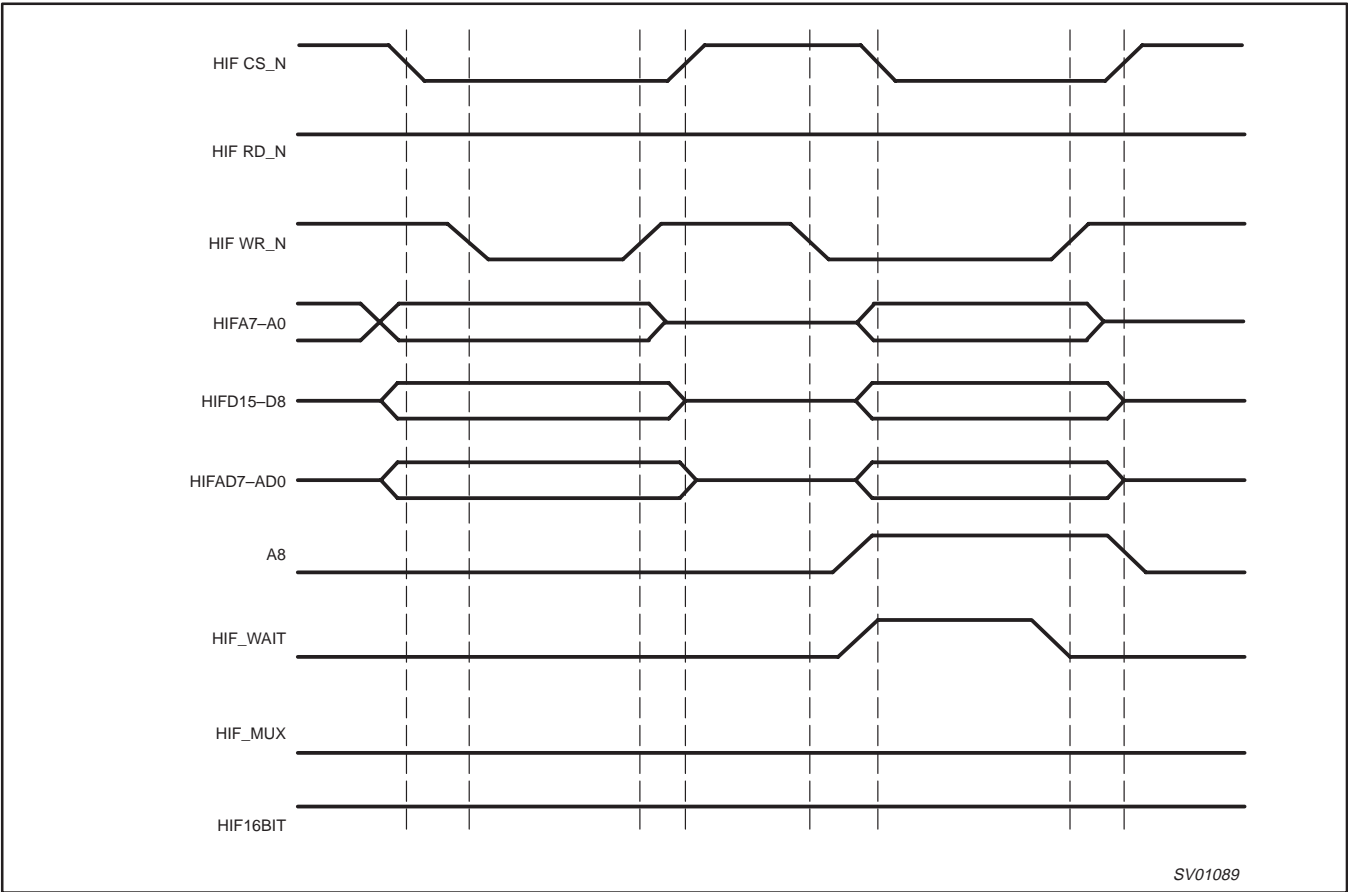 HIF CS_N
HIF RD_N
HIF WR_N
HIFA7–A0
HIFD15–D8
HIFAD7–AD0
A8
HIF_WAIT
HIF_MUX
HIF16BIT
SV01089